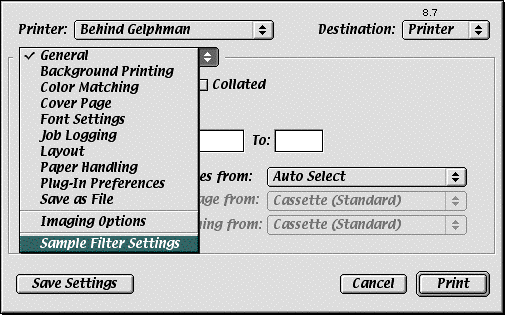 8.7
Printer: Behind Gelphman Destination: Printer
General
Background Printing
Color Matching Collated
Cover Page
Font Settings
Job Logging To:
Layout
Paper Handling es from: Auto Select
Plug-In Preferences
Save as File age from: Cassette (Standard)
Imaging Options ning from: Cassette (Standard)
Sample Filter Settings
Save Settings Cancel Print